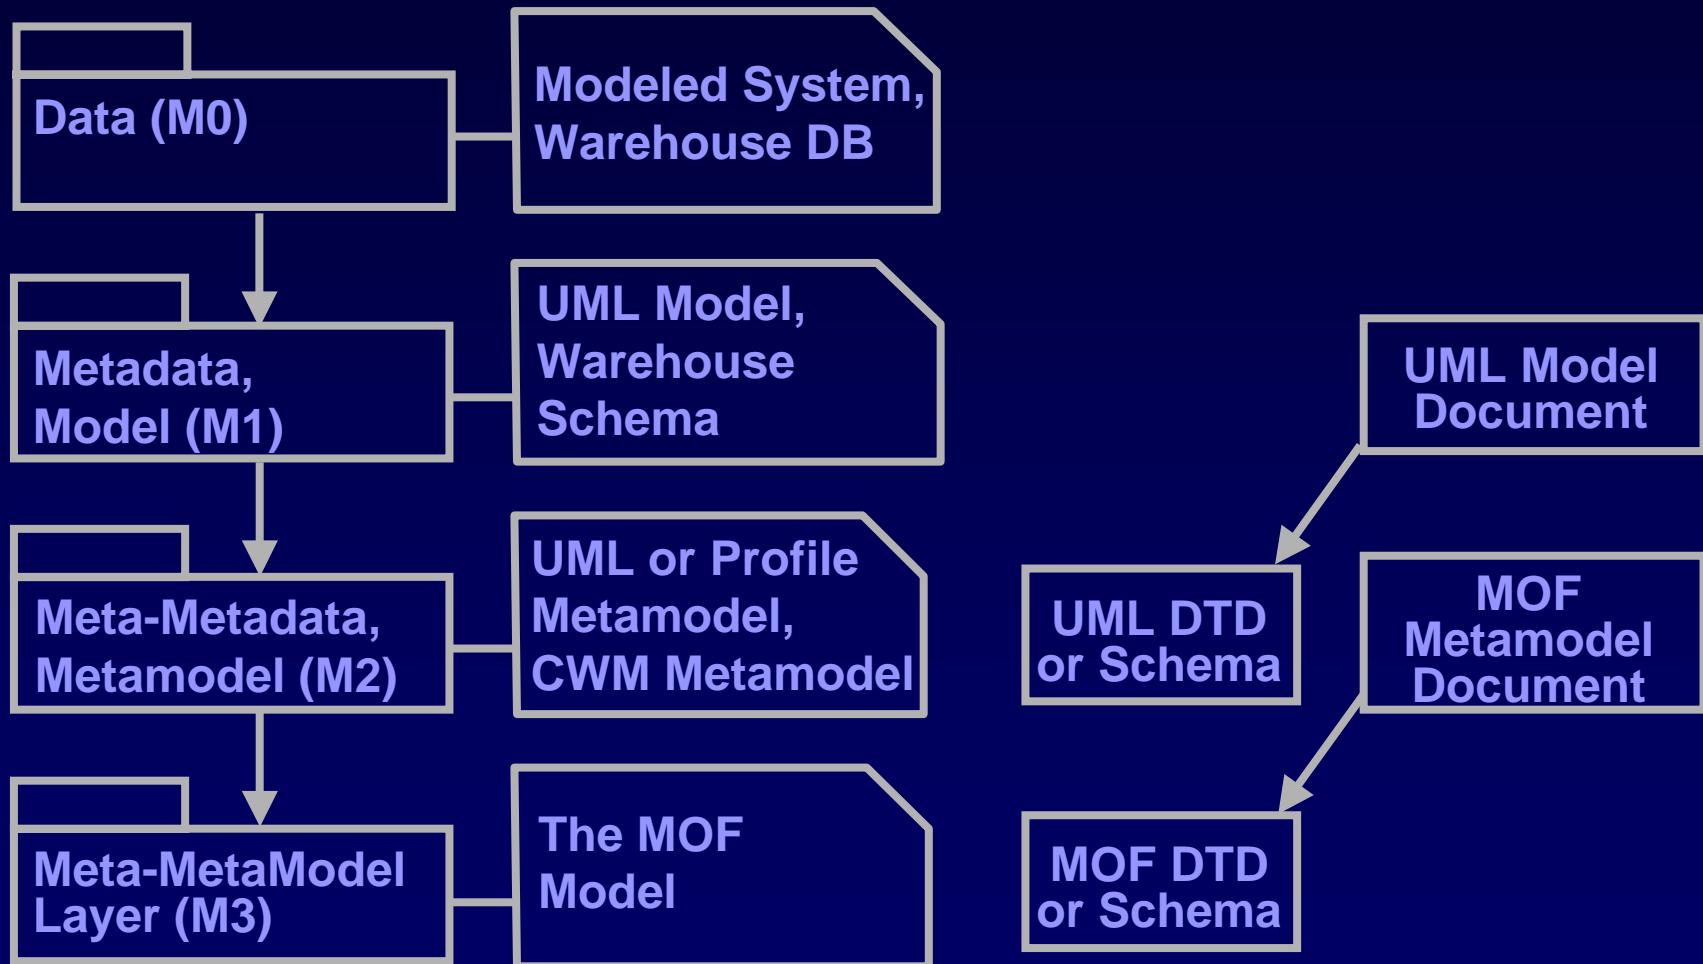 Data (M0)
Modeled System,
Warehouse DB
Metadata,
Model (M1)
UML Model,
Warehouse
Schema
Meta-Metadata,
Metamodel (M2)
UML or Profile
Metamodel,
CWM Metamodel
Meta-MetaModel
Layer (M3)
The MOF
Model
UML Model
Document
UML DTD
or Schema
MOF
Metamodel
Document
MOF DTD
or Schema